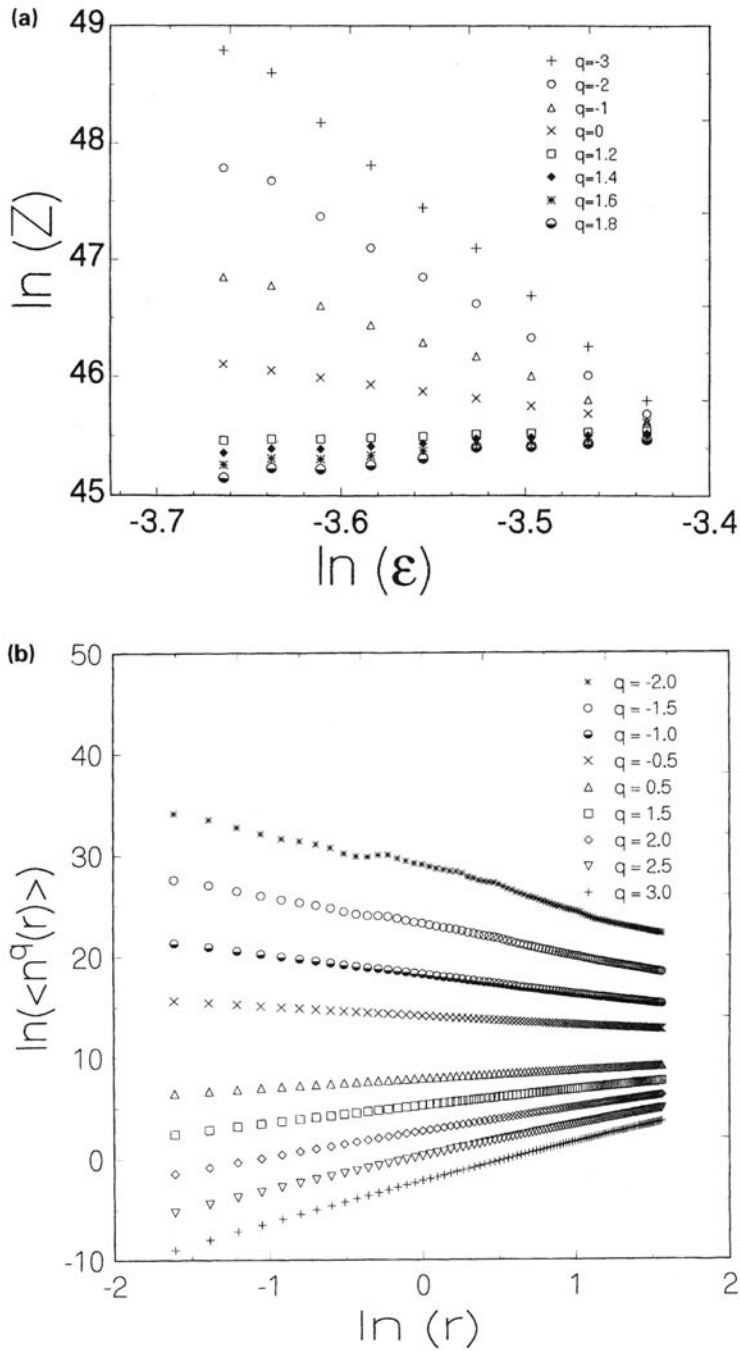 (a)
49
48
47
46
45
ln (Z)
q=-3
q=-2
q=-1
q=0
q=1.2
q=1.4
q=1.6
q=1.8
-3.7 -3.6 -3.5 -3.4
ln (ε)
(b)
50
40
30
20
10
0
-10
ln(<n^q(r)>)
q = -2.0
q = -1.5
q = -1.0
q = -0.5
q = 0.5
q = 1.5
q = 2.0
q = 2.5
q = 3.0
-2 -1 0 1 2
ln (r)